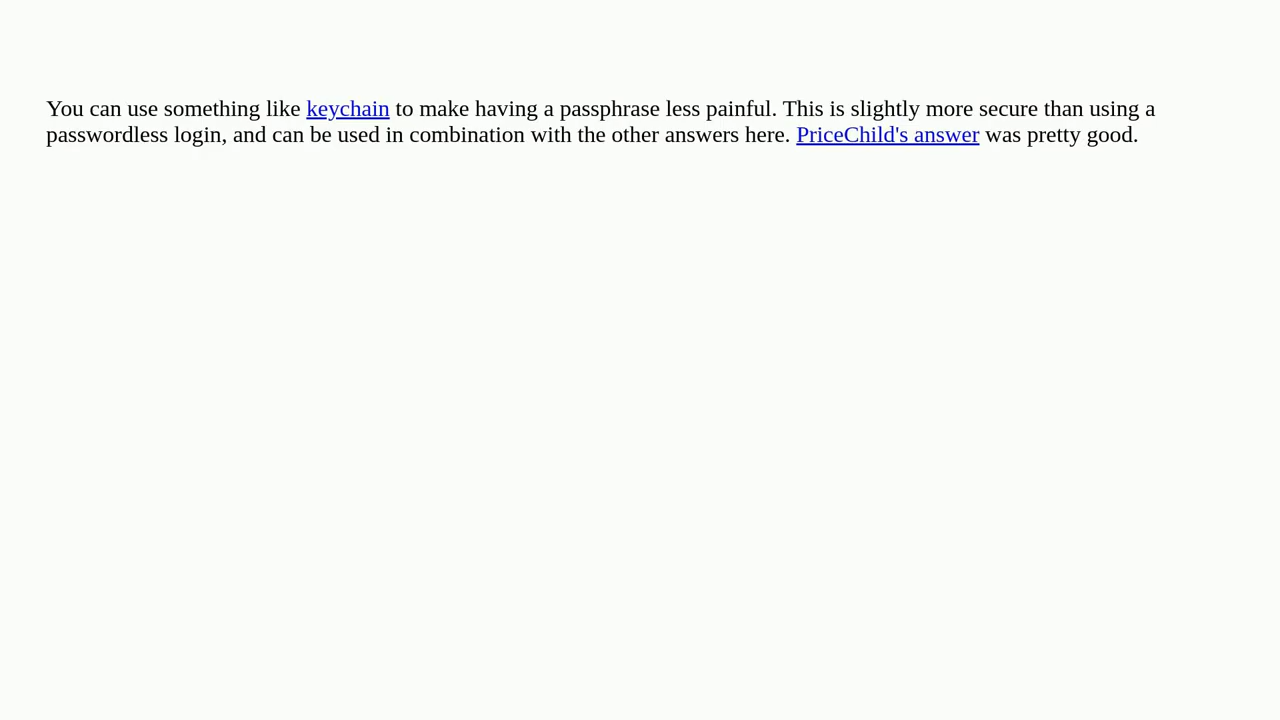 You can use something like keychain to make having a passphrase less painful. This is slightly more secure than using a
passwordless login, and can be used in combination with the other answers here. PriceChild's answer was pretty good.